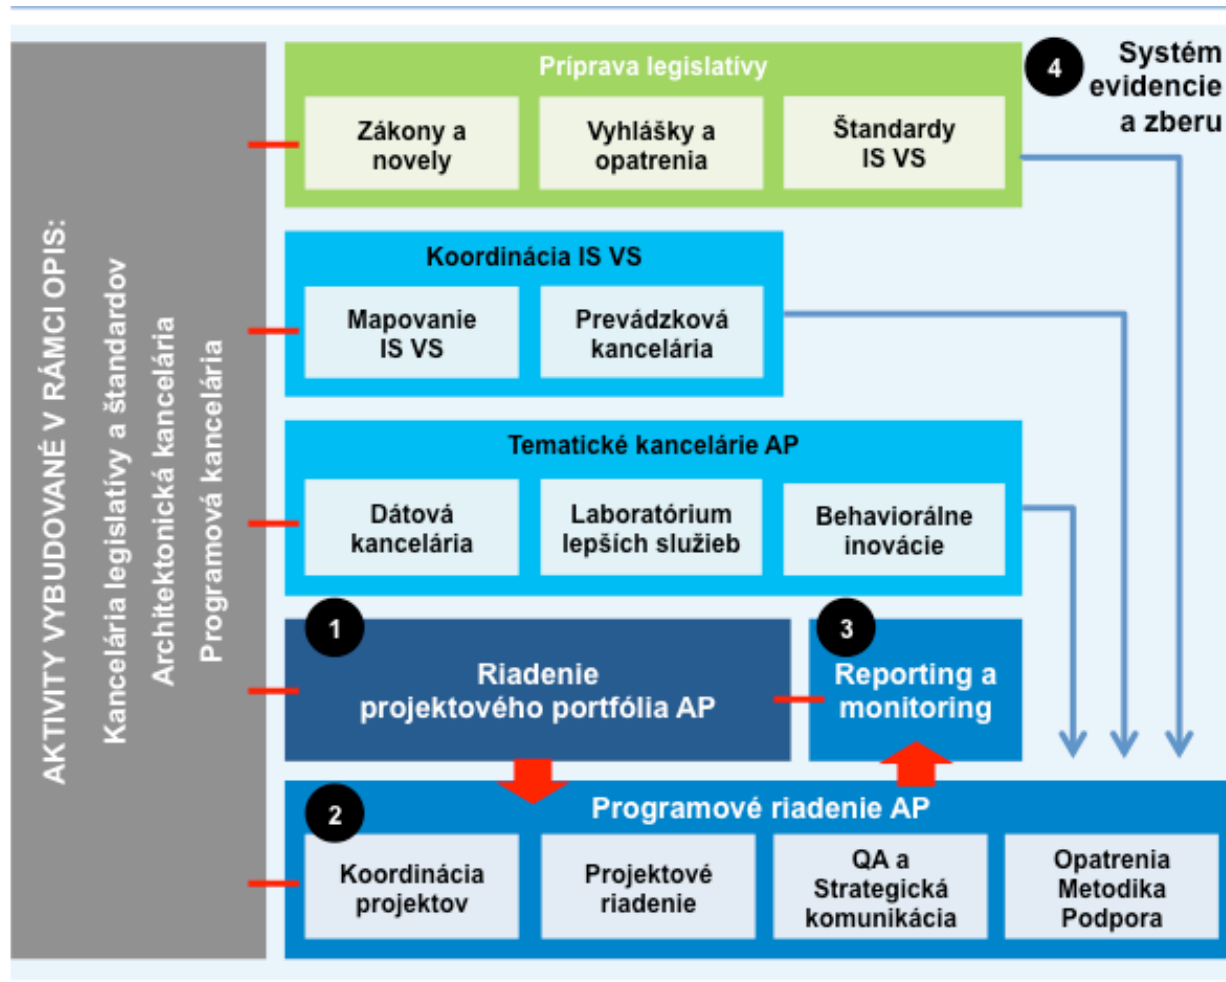 AKTIVITY VYBUDOVANÉ V RÁMCI OPIS:
Kancelária legislatívy a štandardov
Architektonická kancelária
Programová kancelária
Príprava legislatívy
Zákony a
novely
Vyhlášky a
opatrenia
Štandardy
IS VS
4
Systém
evidencie
a zberu
Koordinácia IS VS
Mapovanie
IS VS
Prevádzková
kancelária
Tematické kancelárie AP
Dátová
kancelária
Laboratórium
lepších služieb
Behaviorálne
inovácie
1
Riadenie
projektového portfólia AP
3
Reporting a
monitoring
2
Programové riadenie AP
Koordinácia
projektov
Projektové
riadenie
QA a
Strategická
komunikácia
Opatrenia
Metodika
Podpora